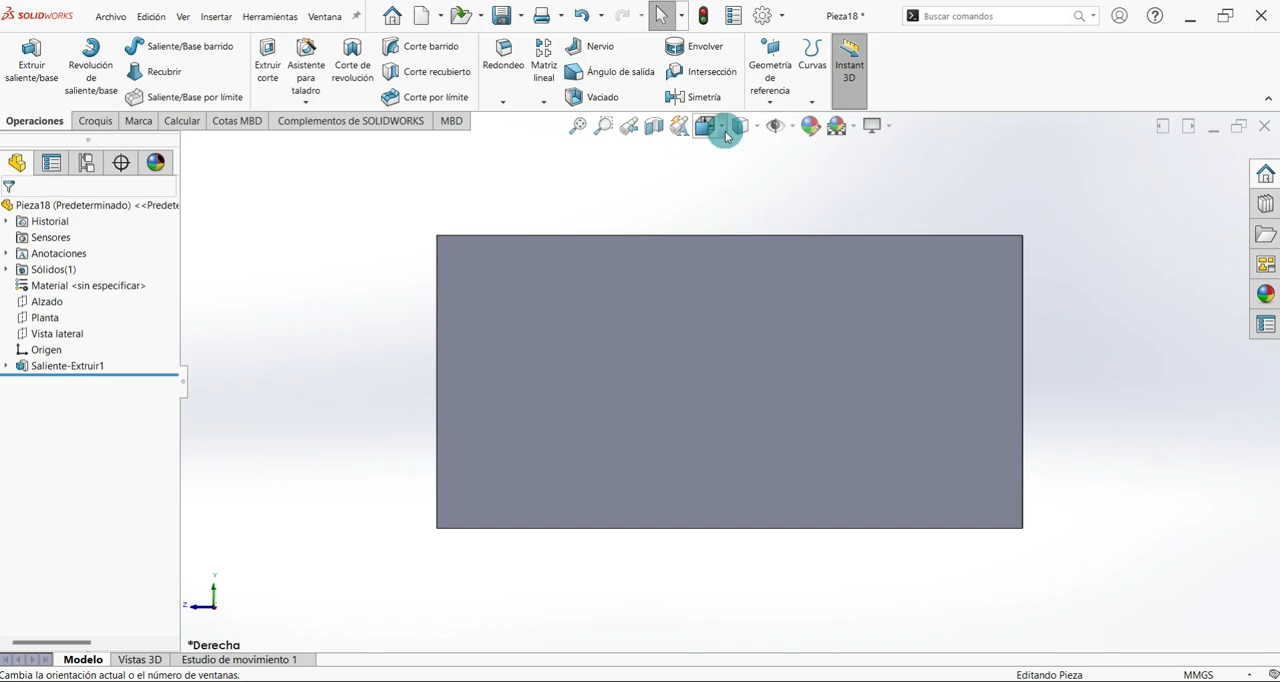 SOLIDWORKS
Archivo Edición Ver Insertar Herramientas Ventana
Pieza18 *
Buscar comandos
Extruir saliente/base
Revolución de saliente/base
Saliente/Base barrido
Recubrir
Saliente/Base por límite
Extruir corte
Asistente para taladro
Corte de revolución
Corte barrido
Corte recubierto
Corte por límite
Redondeo
Matriz lineal
Nervio
Ángulo de salida
Vaciado
Envolver
Intersección
Simetría
Geometría de referencia
Curvas
Instant 3D
Operaciones Croquis Marca Calcular Cotas MBD Complementos de SOLIDWORKS MBD
Pieza18 (Predeterminado) <<Predete
Historial
Sensores
Anotaciones
Sólidos(1)
Material <sin especificar>
Alzado
Planta
Vista lateral
Origen
Saliente-Extruir1
Y
Z
*Derecha
Modelo Vistas 3D Estudio de movimiento 1
Cambia la orientación actual o el número de ventanas.
Editando Pieza
MMGS